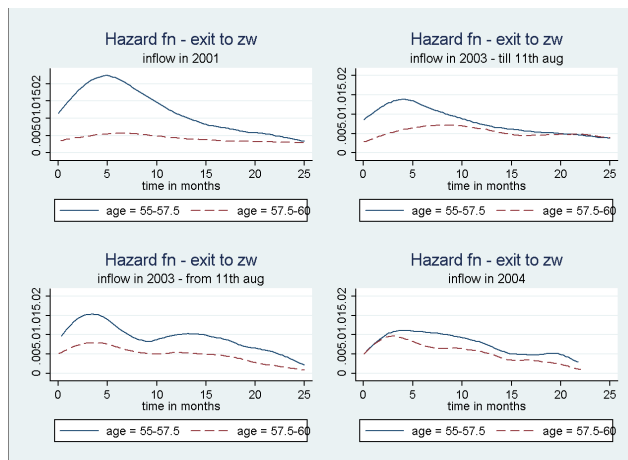 Hazard fn - exit to zw
inflow in 2001
0 .005.01.015.02
0 5 10 15 20 25
time in months
age = 55-57.5 age = 57.5-60
Hazard fn - exit to zw
inflow in 2003 - till 11th aug
0 .005.01.015.02
0 5 10 15 20 25
time in months
age = 55-57.5 age = 57.5-60
Hazard fn - exit to zw
inflow in 2003 - from 11th aug
0 .005.01.015.02
0 5 10 15 20 25
time in months
age = 55-57.5 age = 57.5-60
Hazard fn - exit to zw
inflow in 2004
0 .005.01.015.02
0 5 10 15 20 25
time in months
age = 55-57.5 age = 57.5-60